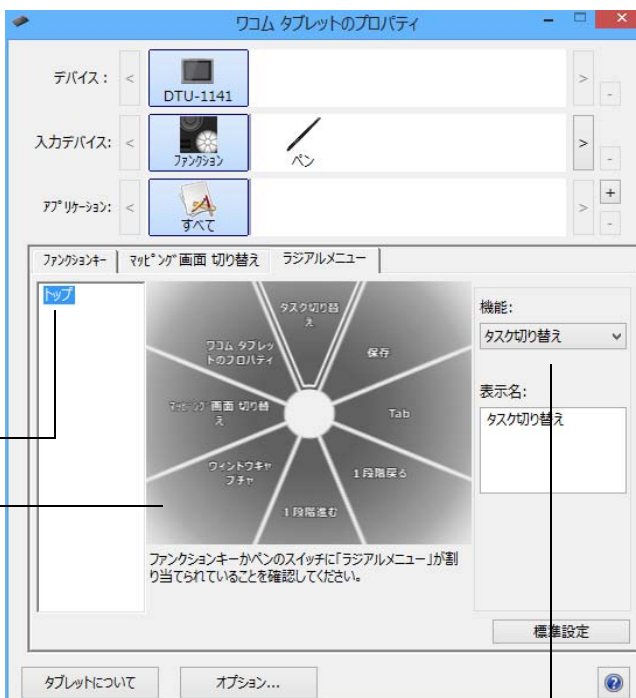 ワコム タブレットのプロパティ
デバイス :
DTU-1141
入力デバイス:
ファンクション
ペン
アプリケーション:
すべて
ファンクションキー
マッピング画面 切り替え
ラジアルメニュー
トップ
タスク切り替
え
保存
Tab
1段階戻る
1段階進む
ウィンドウキャ
プチャ
マッピング 画面 切り替
え
ワコム タブレッ
トのプロパティ
機能:
タスク切り替え
表示名:
タスク切り替え
ファンクションキーかペンのスイッチに「ラジアルメニュー」が割
り当てられていることを確認してください。
標準設定
タブレットについて
オプション...